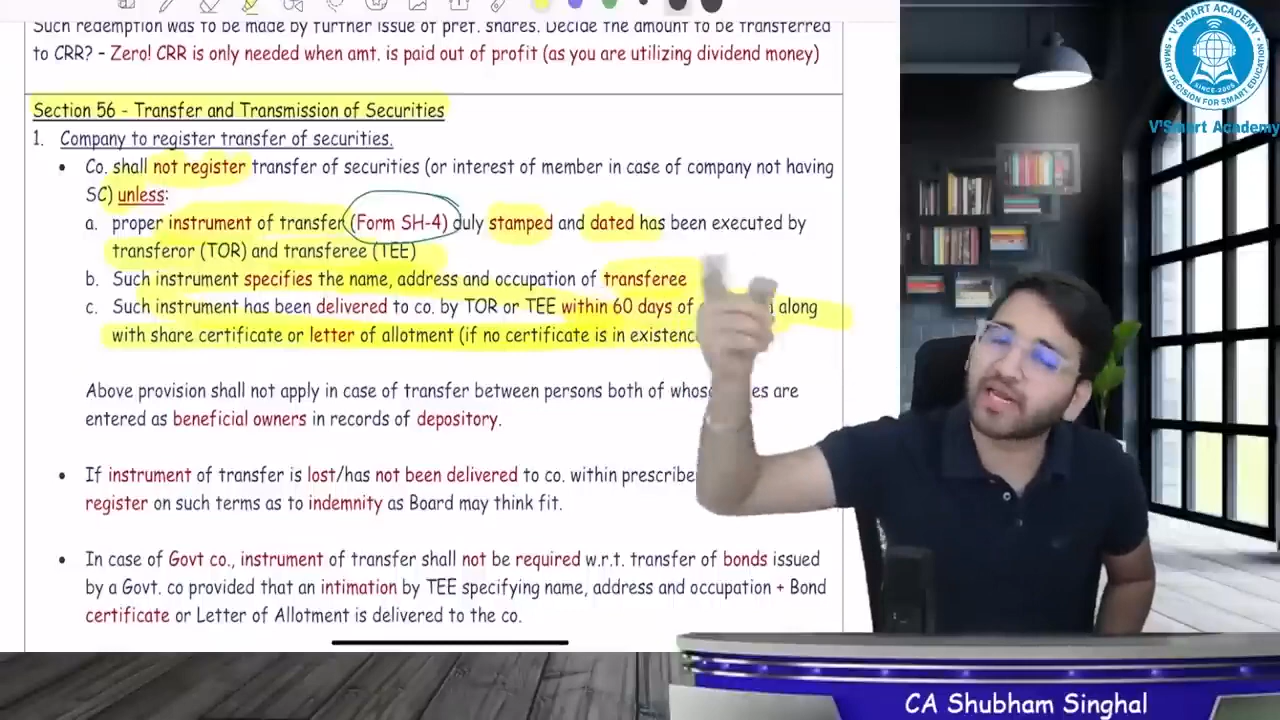 Such redemption was to be made by further issue of pref. shares. Decide the amount to be transferred
to CRR? – Zero! CRR is only needed when amt. is paid out of profit (as you are utilizing dividend money)
Section 56 – Transfer and Transmission of Securities
1. Company to register transfer of securities.
• Co. shall not register transfer of securities (or interest of member in case of company not having
SC) unless:
a. proper instrument of transfer (Form SH-4) duly stamped and dated has been executed by
transferor (TOR) and transferee (TEE)
b. Such instrument specifies the name, address and occupation of transferee
c. Such instrument has been delivered to co. by TOR or TEE within 60 days of along
with share certificate or letter of allotment (if no certificate is in
Above provision shall not apply in case of transfer between persons both of are
entered as beneficial owners in records of depository.
• If instrument of transfer is lost/has not been delivered to co. within
register on such terms as to indemnity as Board may think fit.
• In case of Govt co., instrument of transfer shall not be required w.r.t. transfer of bonds issued
by a Govt. co provided that an intimation by TEE specifying name, address and occupation + Bond
certificate or Letter of Allotment is delivered to the co.
V'SMART ACADEMY
SINCE-2005
SMART DECISION FOR SMART EDUCATION
V'Smart Academy
CA Shubham Singhal